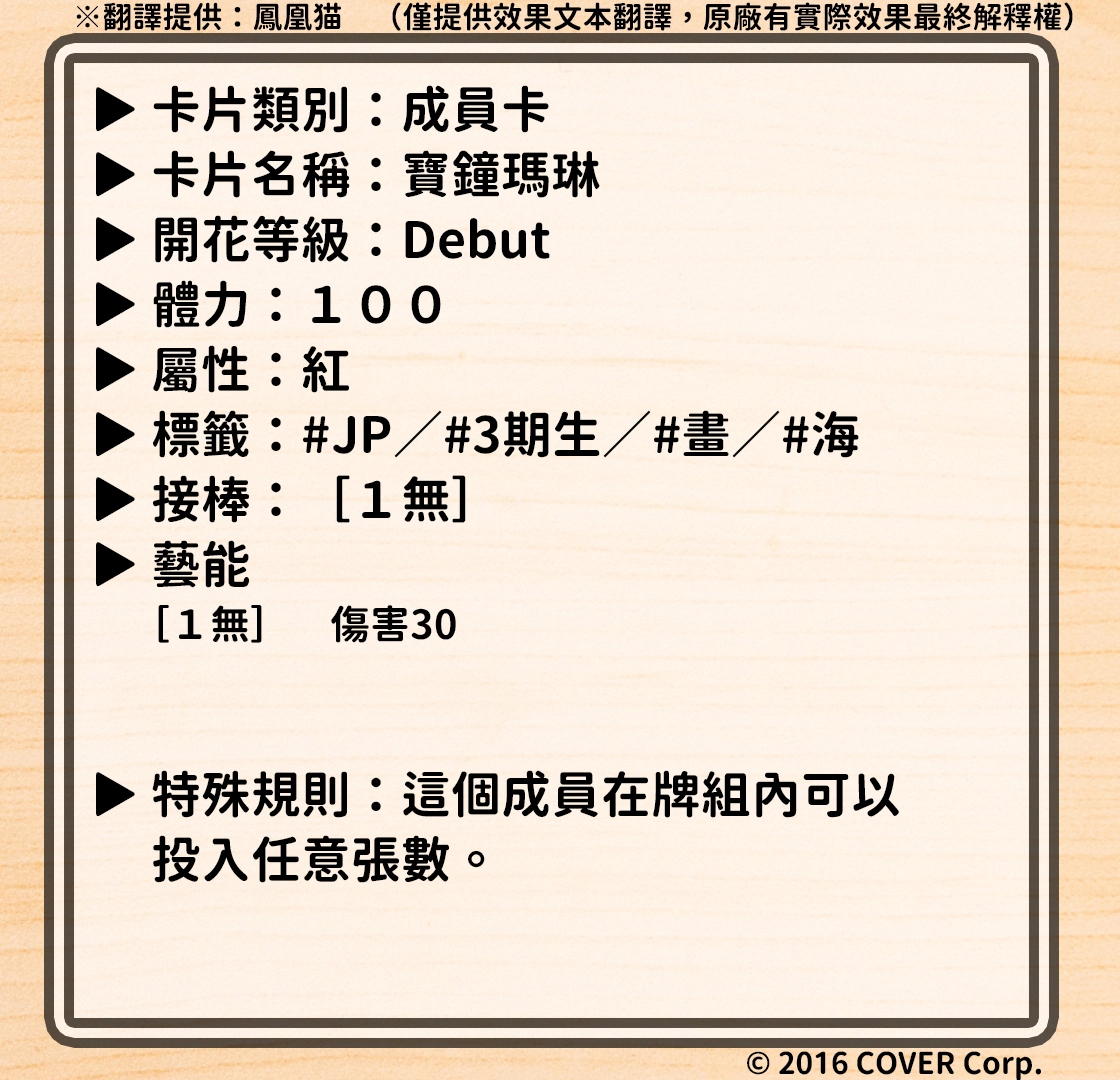 ※翻譯提供：鳳凰猫　（僅提供效果文本翻譯，原廠有實際效果最終解釋權）
▶ 卡片類別：成員卡
▶ 卡片名稱：寶鐘瑪琳
▶ 開花等級：Debut
▶ 體力：１００
▶ 屬性：紅
▶ 標籤：#JP／#3期生／#畫／#海
▶ 接棒：［１無］
▶ 藝能
［１無］　傷害30
▶ 特殊規則：這個成員在牌組內可以
投入任意張數。
© 2016 COVER Corp.